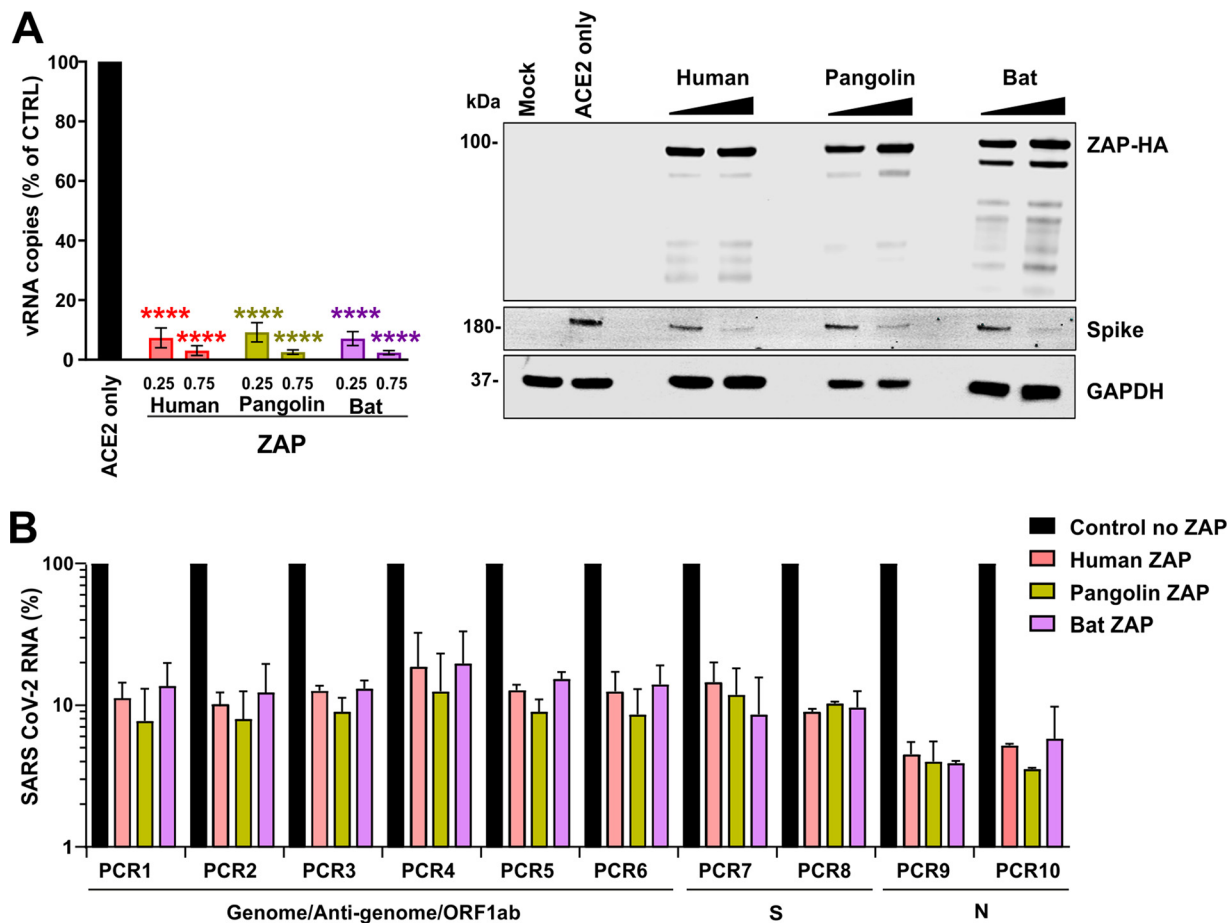 A
vRNA copies (% of CTRL)
100
80
60
40
20
0
**** **** ****
**** **** ****
ACE2 only
0.25 0.75 0.25 0.75 0.25 0.75
Human Pangolin Bat
ZAP
kDa
Mock
ACE2 only
Human Pangolin Bat
100- ZAP-HA
180- Spike
37- GAPDH
B
SARS CoV-2 RNA (%)
100
10
1
Control no ZAP
Human ZAP
Pangolin ZAP
Bat ZAP
PCR1 PCR2 PCR3 PCR4 PCR5 PCR6 PCR7 PCR8 PCR9 PCR10
Genome/Anti-genome/ORF1ab S N